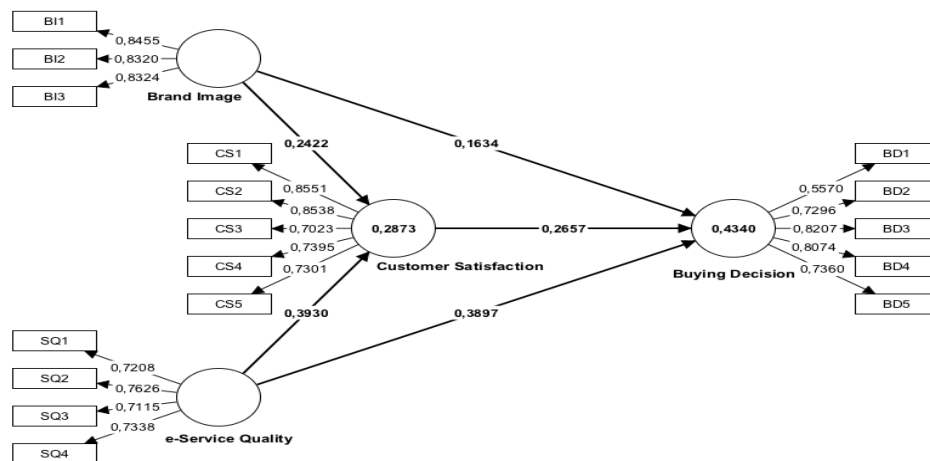 BI1
0,8455
BI2
0,8320
0,8324
BI3
Brand Image
0,2422
0,1634
CS1
0,8551
CS2
0,8538
CS3
0,7023
CS4
0,7395
0,7301
CS5
0,2873
Customer Satisfaction
0,2657
0,4340
Buying Decision
BD1
0,5570
BD2
0,7296
0,8207
BD3
0,8074
BD4
0,7360
BD5
0,3930
0,3897
SQ1
0,7208
SQ2
0,7626
SQ3
0,7115
0,7338
SQ4
e-Service Quality